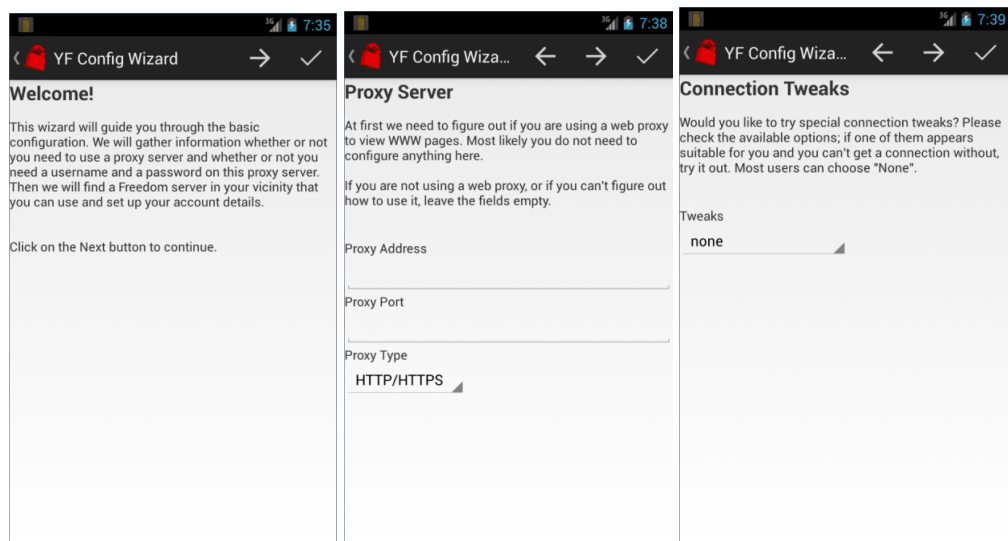 3G 7:35
YF Config Wizard
Welcome!
This wizard will guide you through the basic
configuration. We will gather information whether or not
you need to use a proxy server and whether or not you
need a username and a password on this proxy server.
Then we will find a Freedom server in your vicinity that
you can use and set up your account details.
Click on the Next button to continue.
3G 7:38
YF Config Wiza...
Proxy Server
At first we need to figure out if you are using a web proxy
to view WWW pages. Most likely you do not need to
configure anything here.
If you are not using a web proxy, or if you can't figure out
how to use it, leave the fields empty.
Proxy Address
Proxy Port
Proxy Type
HTTP/HTTPS
3G 7:39
YF Config Wiza...
Connection Tweaks
Would you like to try special connection tweaks? Please
check the available options; if one of them appears
suitable for you and you can't get a connection without,
try it out. Most users can choose "None".
Tweaks
none